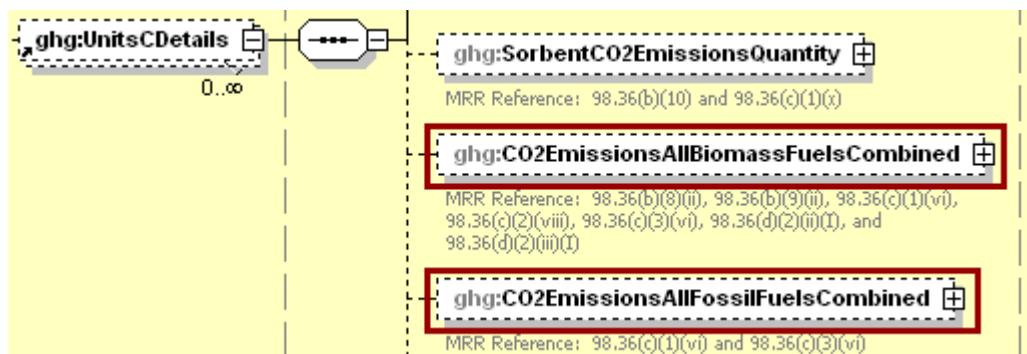 ghg:UnitsCDetails
0..∞
ghg:SorbentCO2EmissionsQuantity
MRR Reference: 98.36(b)(10) and 98.36(c)(1)(x)
ghg:CO2EmissionsAllBiomassFuelsCombined
MRR Reference: 98.36(b)(8)(ii), 98.36(b)(9)(ii), 98.36(c)(1)(vi),
98.36(c)(2)(viii), 98.36(c)(3)(vi), 98.36(d)(2)(ii)(I), and
98.36(d)(2)(iii)(I)
ghg:CO2EmissionsAllFossilFuelsCombined
MRR Reference: 98.36(c)(1)(vi) and 98.36(c)(3)(vi)